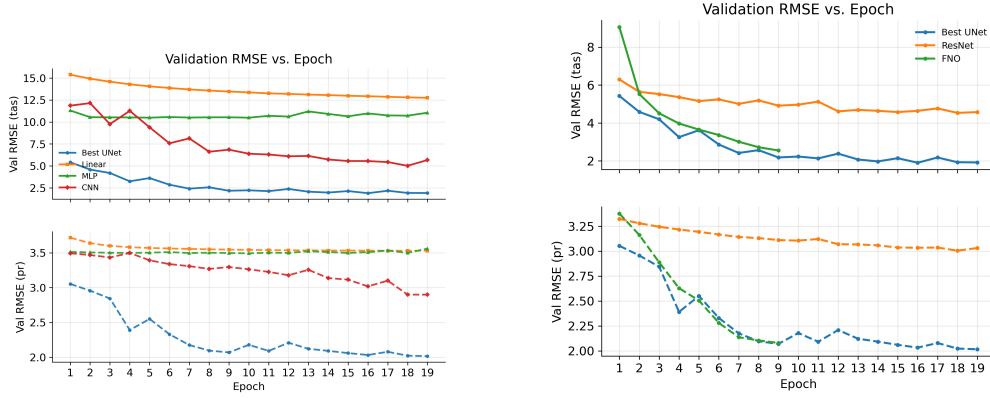 Validation RMSE vs. Epoch
Val RMSE (tas)
15.0
12.5
10.0
7.5
5.0
2.5
Best UNet
Linear
MLP
CNN
Val RMSE (pr)
3.5
3.0
2.5
2.0
1 2 3 4 5 6 7 8 9 10 11 12 13 14 15 16 17 18 19
Epoch
Validation RMSE vs. Epoch
Val RMSE (tas)
8
6
4
2
Best UNet
ResNet
FNO
Val RMSE (pr)
3.25
3.00
2.75
2.50
2.25
2.00
1 2 3 4 5 6 7 8 9 10 11 12 13 14 15 16 17 18 19
Epoch